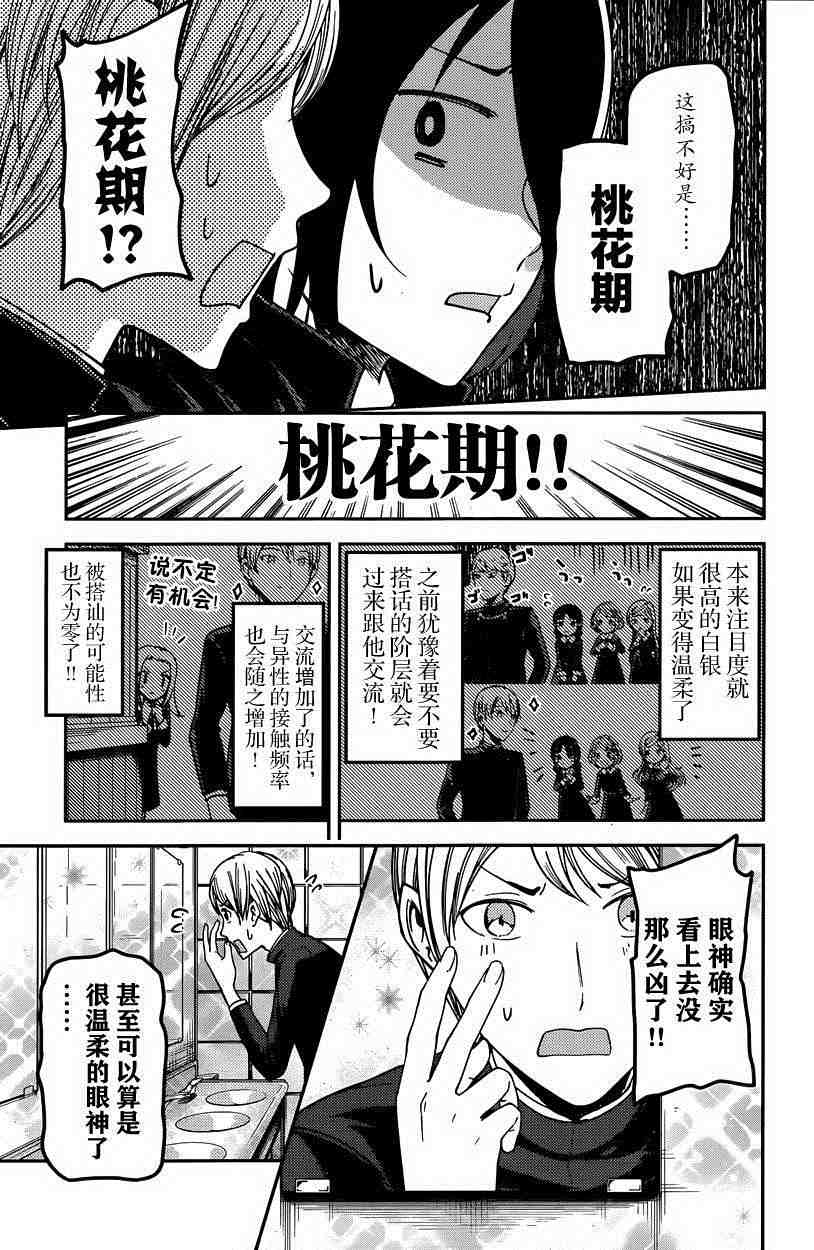 这搞不好是……
桃花期
桃花期!?
桃花期!!
本来注目度就
很高的白银
如果变得温柔了
之前犹豫着要不要
搭话的阶层就会
过来跟他交流！
交流增加了的话，
与异性的接触频率
也会随之增加！
说不定
有机会!
被搭讪的可能性
也不为零了!!
眼神确实
看上去没
那么凶了!!
甚至可以算是
很温柔的眼神了
……